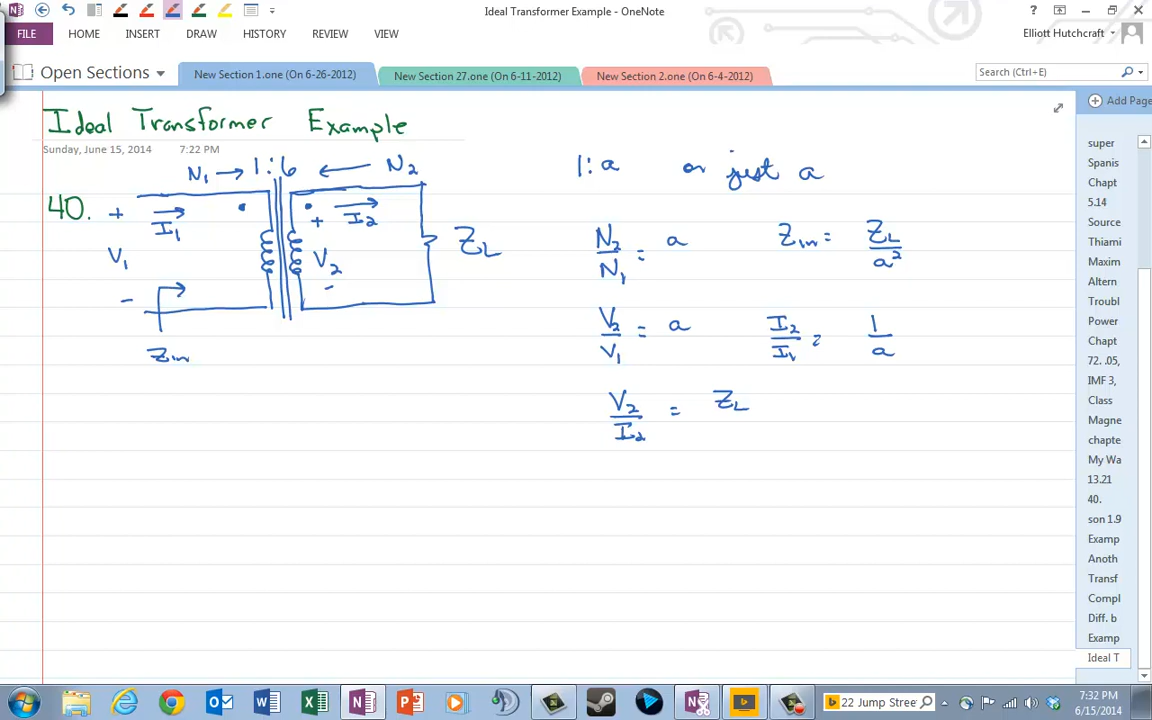 Ideal Transformer Example - OneNote
?
FILE HOME INSERT DRAW HISTORY REVIEW VIEW
Elliott Hutchcraft
Open Sections
New Section 1.one (On 6-26-2012)
New Section 27.one (On 6-11-2012)
New Section 2.one (On 6-4-2012)
Search (Ctrl+E)
Ideal Transformer Example
Sunday, June 15, 2014 7:22 PM
N1 → 1:6 ← N2
40.
+ I1 + I2
V1 V2 ZL
- -
Zin
1:a or just a
N2/N1 = a Zin = ZL/a²
V2/V1 = a I2/I1 = 1/a
V2/I2 = ZL
Add Page
super
Spanis
Chapt
5.14
Source
Thiami
Maxim
Altern
Troubl
Power
Chapt
72. .05,
IMF 3,
Class
Magne
chapte
My Wa
13.21
40.
son 1.9
Examp
Anoth
Transf
Compl
Diff. b
Examp
Ideal T
22 Jump Stree
7:32 PM
6/15/2014